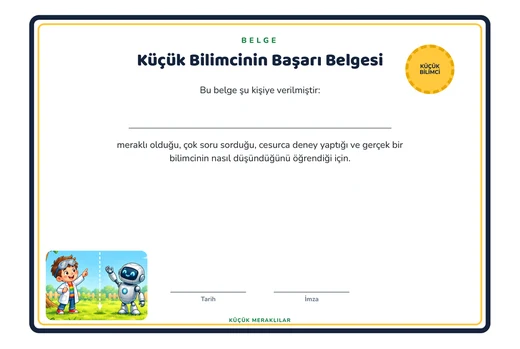 BELGE
Küçük Bilimcinin Başarı Belgesi
KÜÇÜK
BİLİMCİ
Bu belge şu kişiye verilmiştir:
meraklı olduğu, çok soru sorduğu, cesurca deney yaptığı ve gerçek bir
bilimcinin nasıl düşündüğünü öğrendiği için.
Tarih
İmza
KÜÇÜK MERAKLILAR